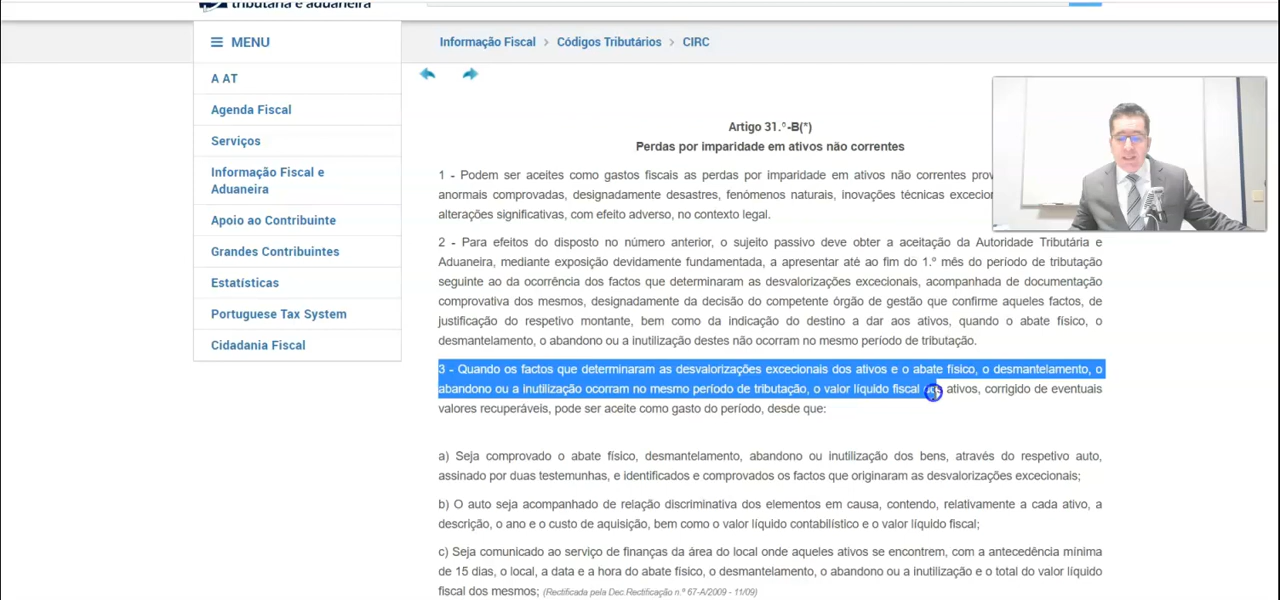 tributária e aduaneira
MENU
Informação Fiscal > Códigos Tributários > CIRC
A AT
Agenda Fiscal
Serviços
Informação Fiscal e
Aduaneira
Apoio ao Contribuinte
Grandes Contribuintes
Estatísticas
Portuguese Tax System
Cidadania Fiscal
Artigo 31.º-B(*)
Perdas por imparidade em ativos não correntes
1 - Podem ser aceites como gastos fiscais as perdas por imparidade em ativos não correntes
anormais comprovadas, designadamente desastres, fenómenos naturais, inovações técnicas
alterações significativas, com efeito adverso, no contexto legal.
2 - Para efeitos do disposto no número anterior, o sujeito passivo deve obter a aceitação da Autoridade Tributária e
Aduaneira, mediante exposição devidamente fundamentada, a apresentar até ao fim do 1.º mês do período de tributação
seguinte ao da ocorrência dos factos que determinaram as desvalorizações excecionais, acompanhada de documentação
comprovativa dos mesmos, designadamente da decisão do competente órgão de gestão que confirme aqueles factos, de
justificação do respetivo montante, bem como da indicação do destino a dar aos ativos, quando o abate físico, o
desmantelamento, o abandono ou a inutilização destes não ocorram no mesmo período de tributação.
3 - Quando os factos que determinaram as desvalorizações excecionais dos ativos e o abate físico, o desmantelamento, o
abandono ou a inutilização ocorram no mesmo período de tributação, o valor líquido fiscal dos ativos, corrigido de eventuais
valores recuperáveis, pode ser aceite como gasto do período, desde que:
a) Seja comprovado o abate físico, desmantelamento, abandono ou inutilização dos bens, através do respetivo auto,
assinado por duas testemunhas, e identificados e comprovados os factos que originaram as desvalorizações excecionais;
b) O auto seja acompanhado de relação discriminativa dos elementos em causa, contendo, relativamente a cada ativo, a
descrição, o ano e o custo de aquisição, bem como o valor líquido contabilístico e o valor líquido fiscal;
c) Seja comunicado ao serviço de finanças da área do local onde aqueles ativos se encontrem, com a antecedência mínima
de 15 dias, o local, a data e a hora do abate físico, o desmantelamento, o abandono ou a inutilização e o total do valor líquido
fiscal dos mesmos; (Rectificada pela Dec.Rectificação n.º 67-A/2009 - 11/09)